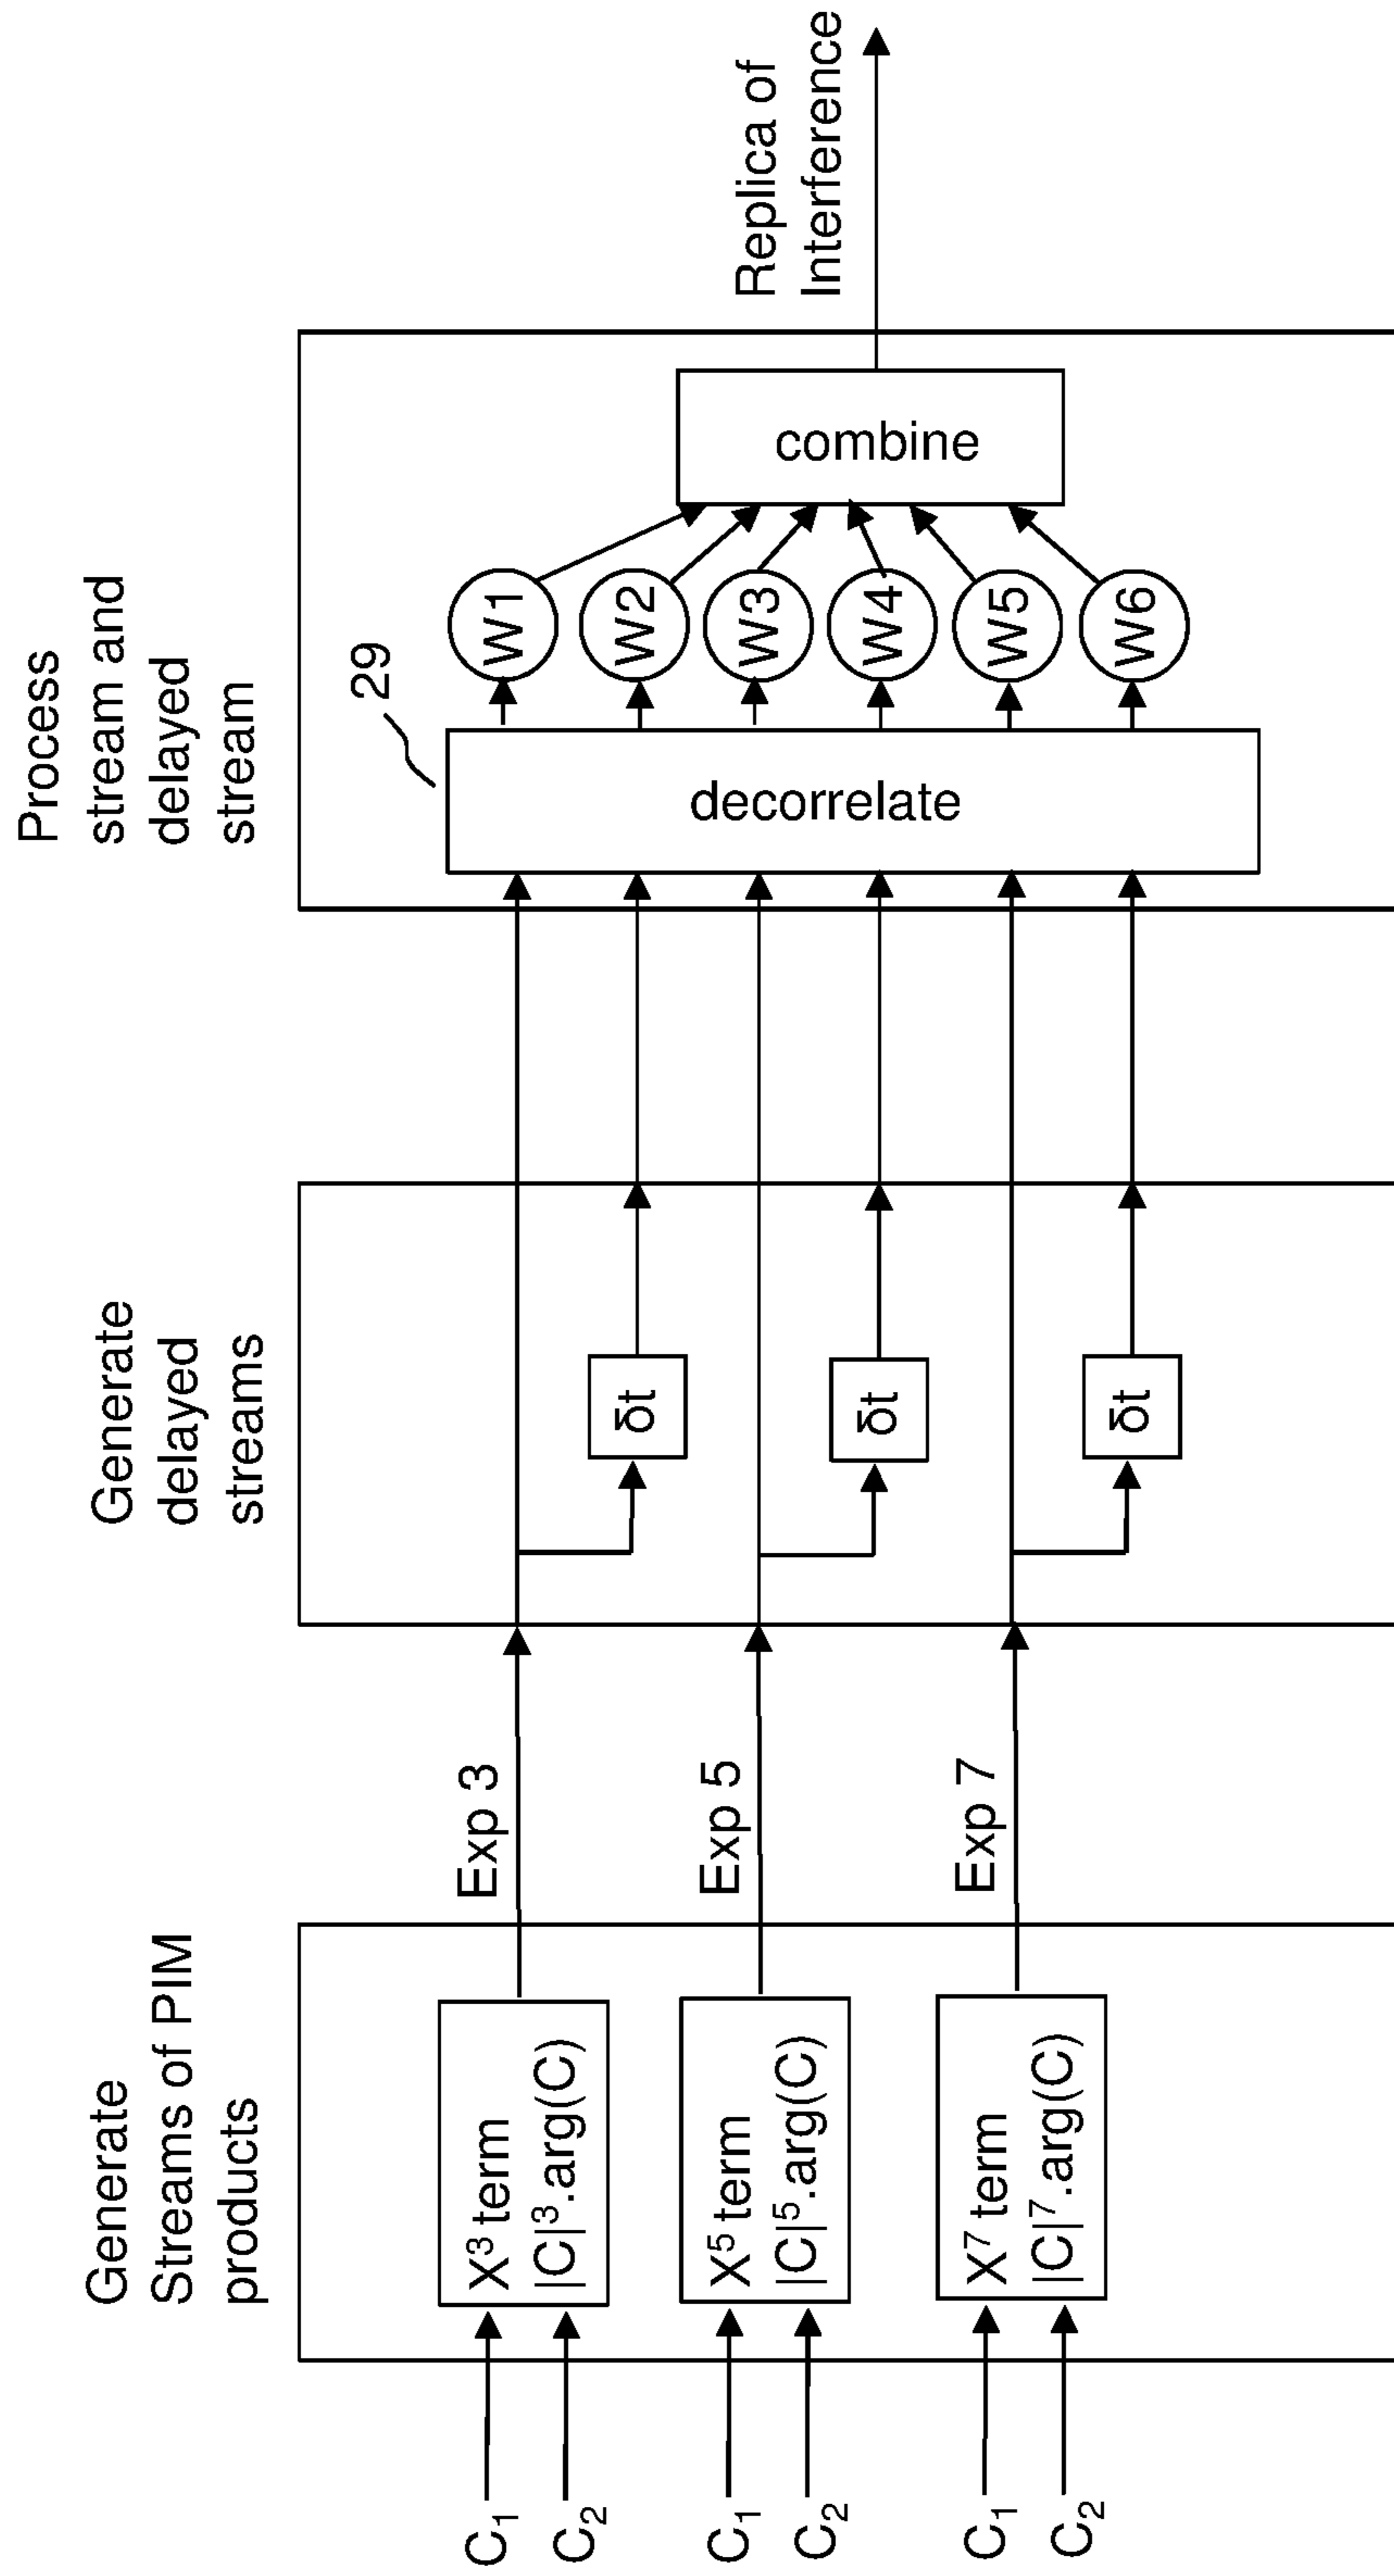 Generate
Streams of PIM
products
Generate
delayed
streams
Process
stream and
delayed
stream
C₁
C₂
X³ term
|C|³.arg(C)
Exp 3
δt
C₁
C₂
X⁵ term
|C|⁵.arg(C)
Exp 5
δt
C₁
C₂
X⁷ term
|C|⁷.arg(C)
Exp 7
δt
29
decorrelate
W1
W2
W3
W4
W5
W6
combine
Replica of
Interference